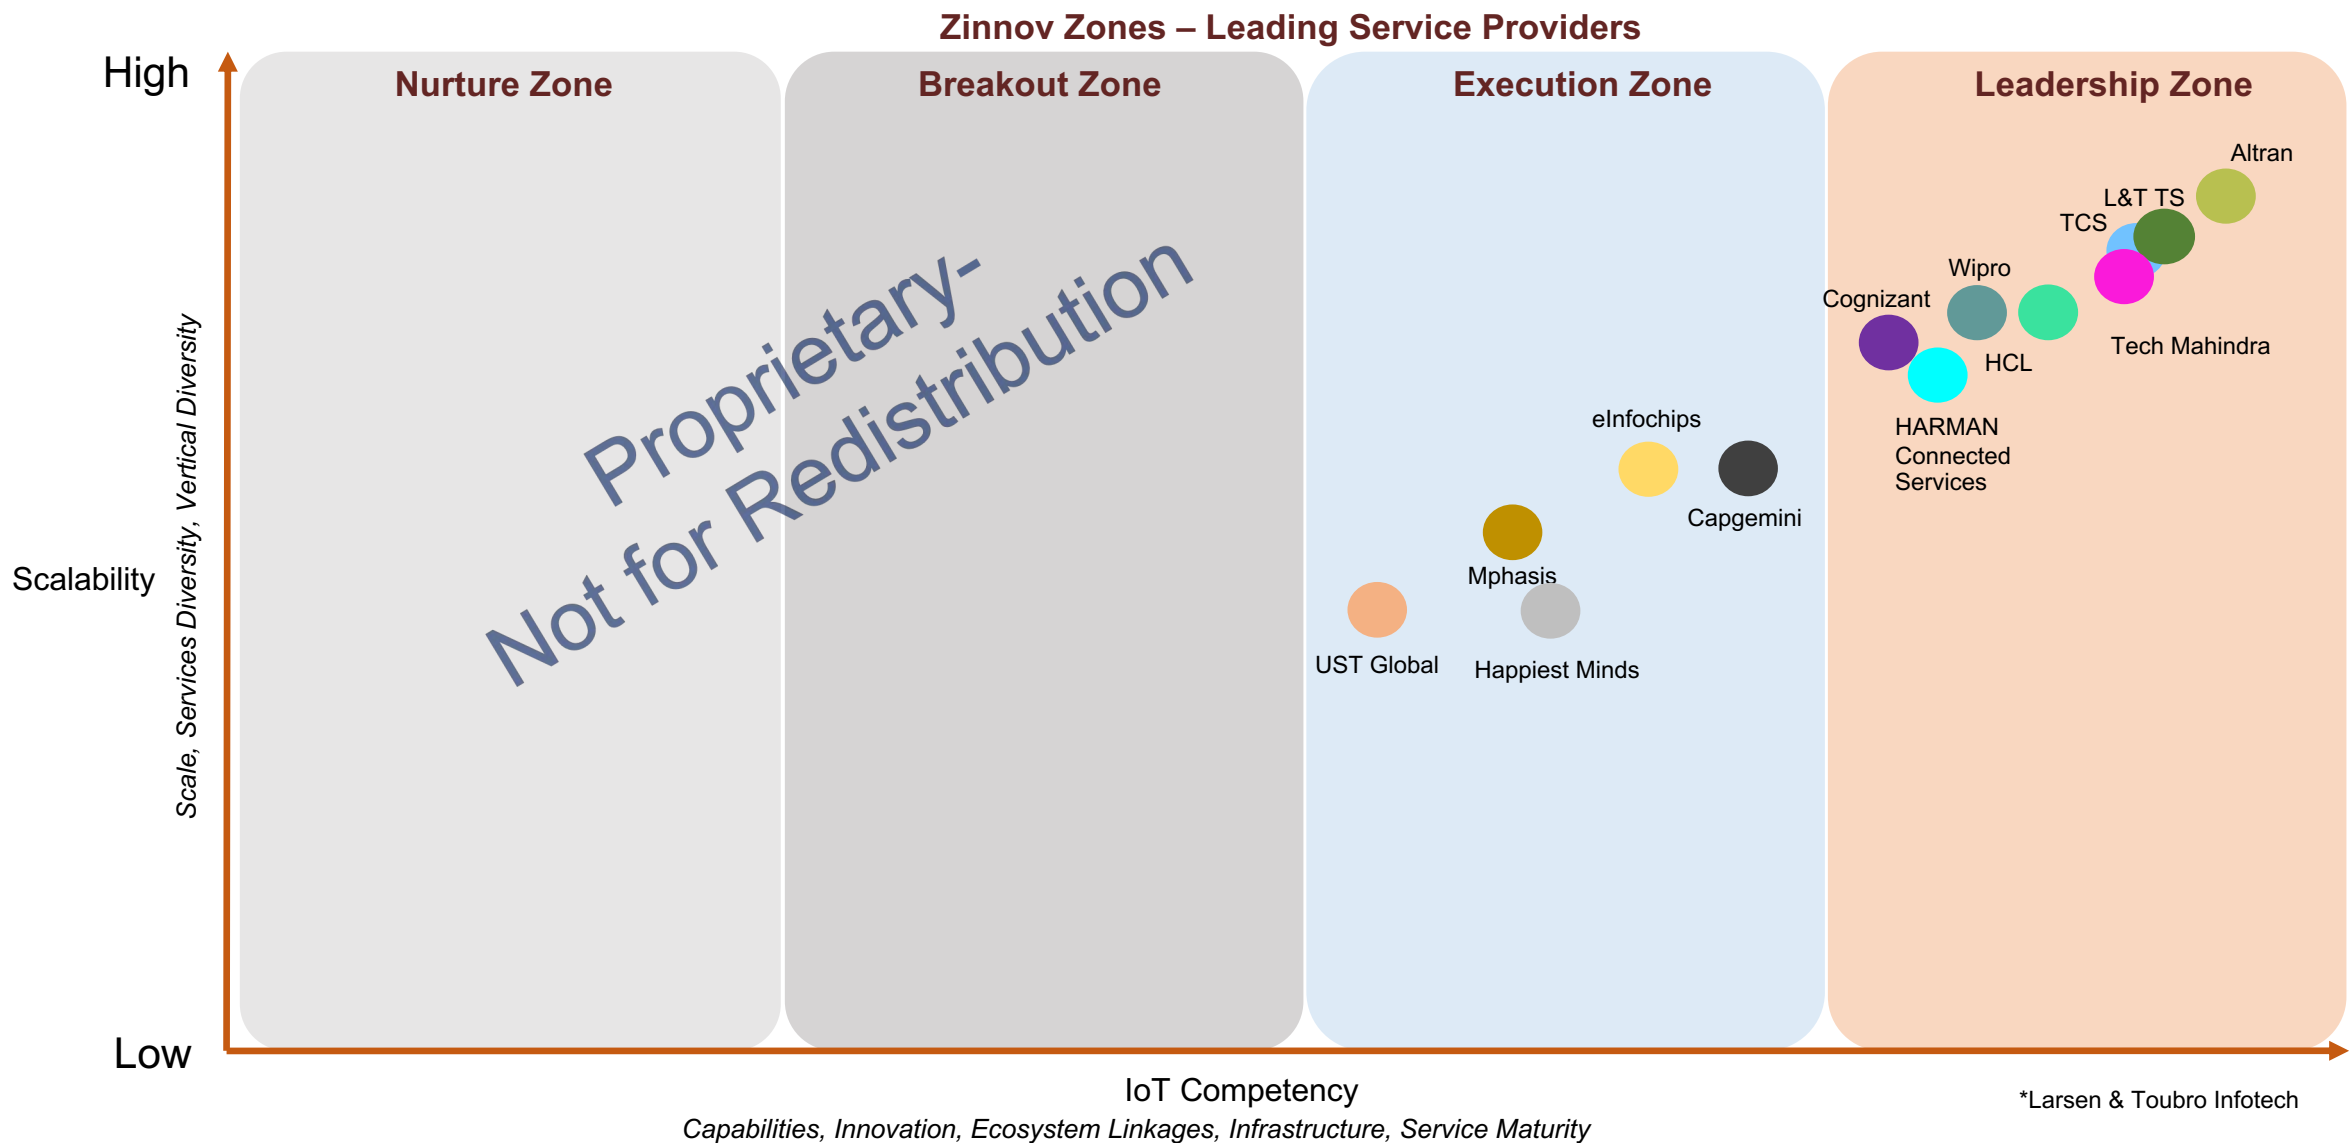 Zinnov Zones – Leading Service Providers
High
Nurture Zone
Breakout Zone
Execution Zone
Leadership Zone
Altran
L&T TS
TCS
Wipro
Cognizant
HCL
Tech Mahindra
HARMAN
Connected
Services
eInfochips
Capgemini
Mphasis
UST Global
Happiest Minds
Proprietary-
Not for Redistribution
Scalability
Scale, Services Diversity, Vertical Diversity
Low
IoT Competency
Capabilities, Innovation, Ecosystem Linkages, Infrastructure, Service Maturity
*Larsen & Toubro Infotech